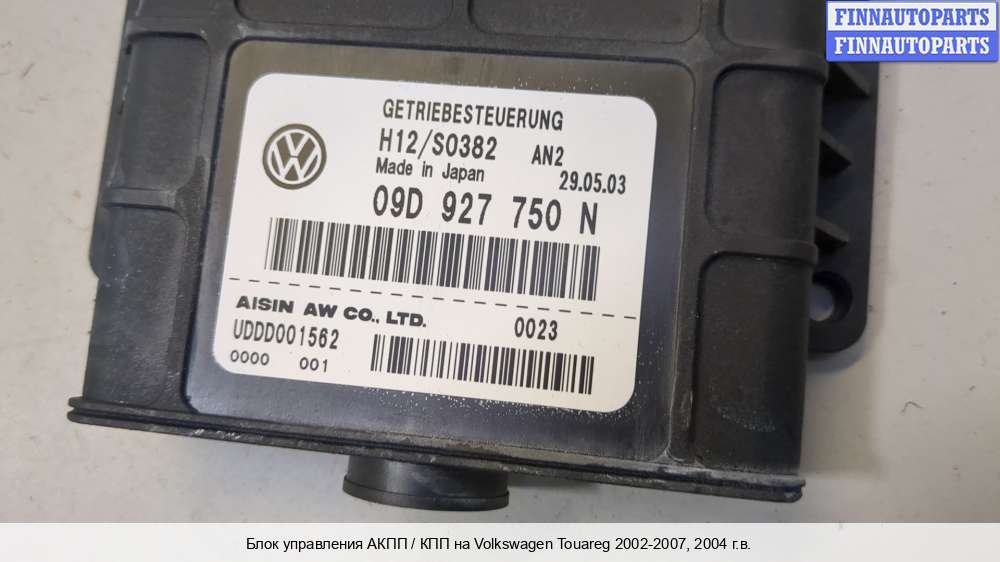 FINNAUTOPARTS
FINNAUTOPARTS
GETRIEBESTEUERUNG
H12/S0382 AN2
Made in Japan 29.05.03
09D 927 750 N
AISIN AW CO., LTD. 0023
UDDD001562
0000 001
Блок управления АКПП / КПП на Volkswagen Touareg 2002-2007, 2004 г.в.